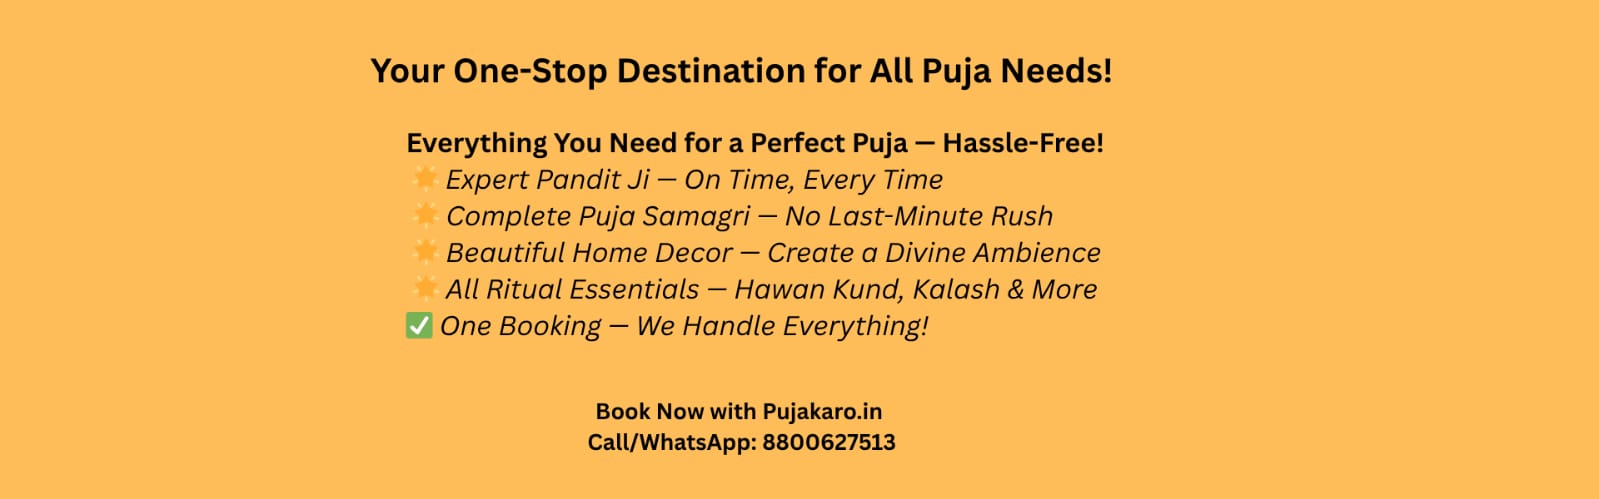 Your One-Stop Destination for All Puja Needs!
Everything You Need for a Perfect Puja — Hassle-Free!
🌟 Expert Pandit Ji — On Time, Every Time
🌟 Complete Puja Samagri — No Last-Minute Rush
🌟 Beautiful Home Decor — Create a Divine Ambience
🌟 All Ritual Essentials — Hawan Kund, Kalash & More
✅ One Booking — We Handle Everything!
Book Now with Pujakaro.in
Call/WhatsApp: 8800627513